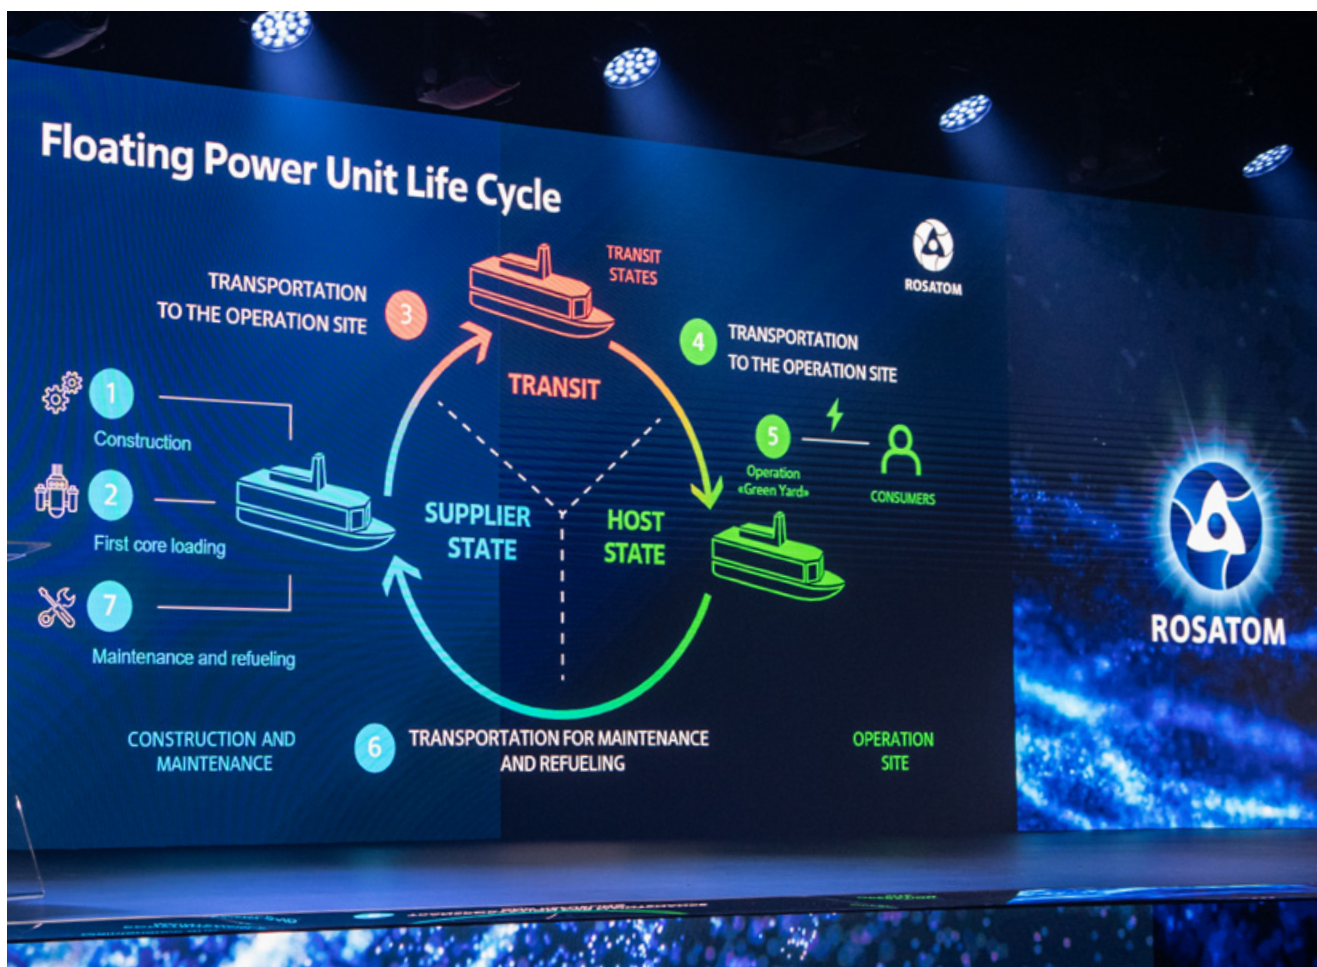 Floating Power Unit Life Cycle
TRANSIT
STATES
ROSATOM
TRANSPORTATION
TO THE OPERATION SITE
3
4
TRANSPORTATION
TO THE OPERATION SITE
TRANSIT
1
Construction
5
Operation
«Green Yard»
CONSUMERS
2
First core loading
SUPPLIER
STATE
HOST
STATE
7
Maintenance and refueling
ROSATOM
CONSTRUCTION AND
MAINTENANCE
6
TRANSPORTATION FOR MAINTENANCE
AND REFUELING
OPERATION
SITE